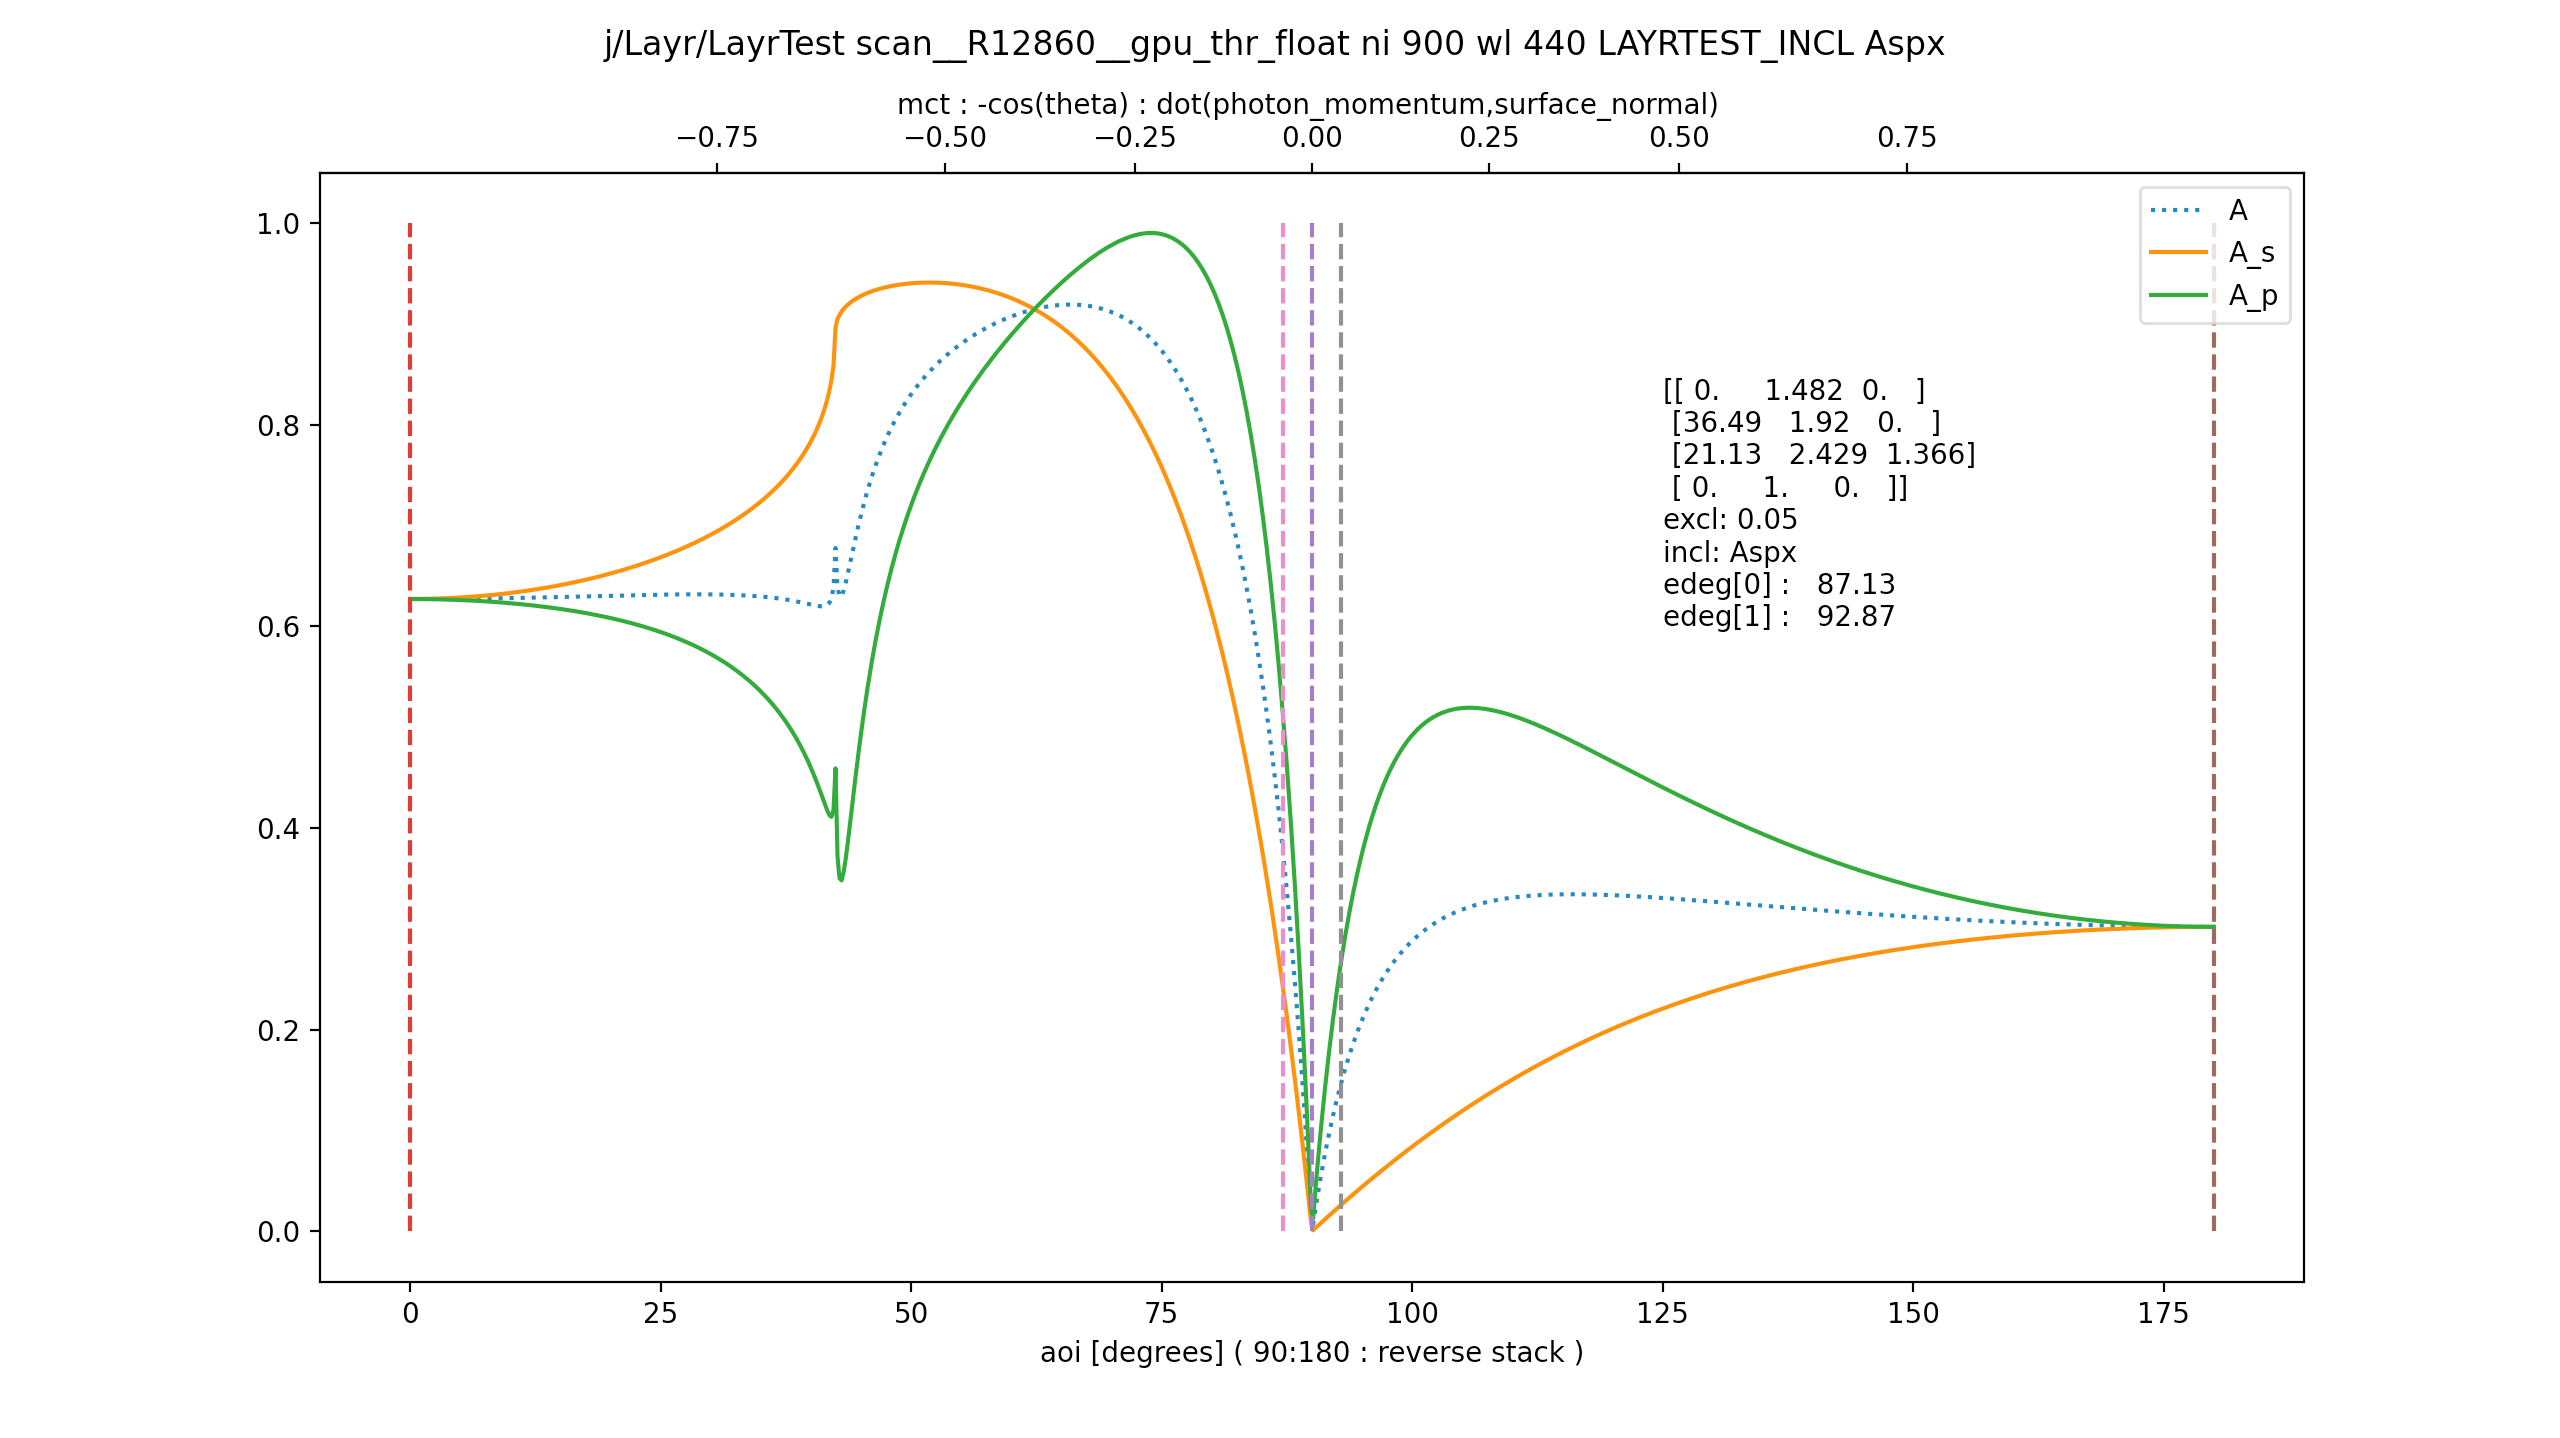 j/Layr/LayrTest scan__R12860__gpu_thr_float ni 900 wl 440 LAYRTEST_INCL Aspx
mct : -cos(theta) : dot(photon_momentum,surface_normal)
−0.75 −0.50 −0.25 0.00 0.25 0.50 0.75
1.0
0.8
0.6
0.4
0.2
0.0
A
A_s
A_p
[[ 0. 1.482 0. ]
[36.49 1.92 0. ]
[21.13 2.429 1.366]
[ 0. 1. 0. ]]
excl: 0.05
incl: Aspx
edeg[0] : 87.13
edeg[1] : 92.87
0 25 50 75 100 125 150 175
aoi [degrees] ( 90:180 : reverse stack )